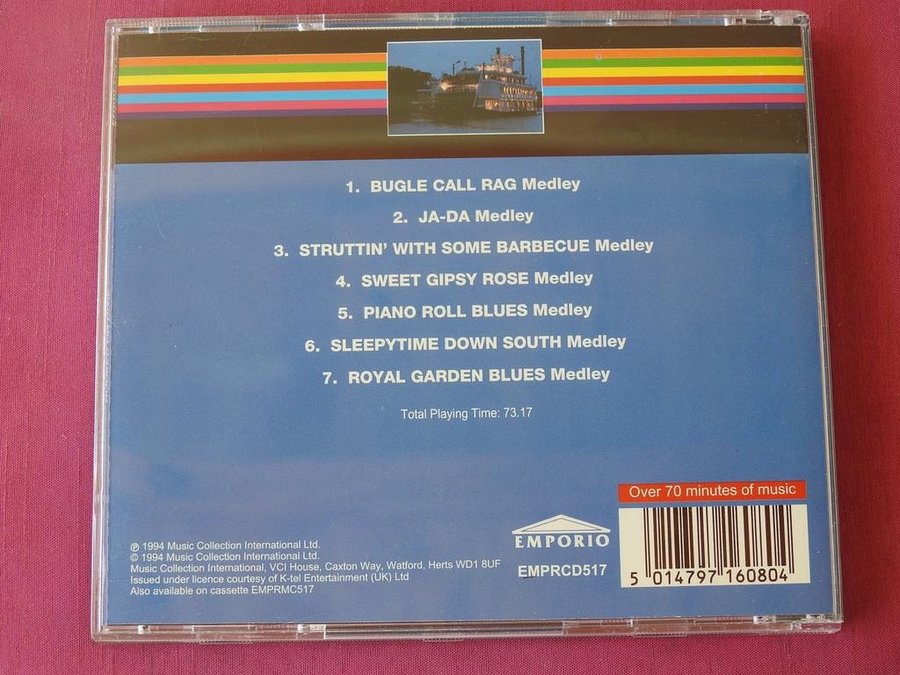 1. BUGLE CALL RAG Medley
2. JA-DA Medley
3. STRUTTIN' WITH SOME BARBECUE Medley
4. SWEET GIPSY ROSE Medley
5. PIANO ROLL BLUES Medley
6. SLEEPYTIME DOWN SOUTH Medley
7. ROYAL GARDEN BLUES Medley
Total Playing Time: 73.17
Over 70 minutes of music
℗ 1994 Music Collection International Ltd.
© 1994 Music Collection International Ltd.
Music Collection International, VCI House, Caxton Way, Watford, Herts WD1 8UF
Issued under licence courtesy of K-tel Entertainment (UK) Ltd
Also available on cassette EMPRMC517
EMPORIO
EMPRCD517
5 014797 160804